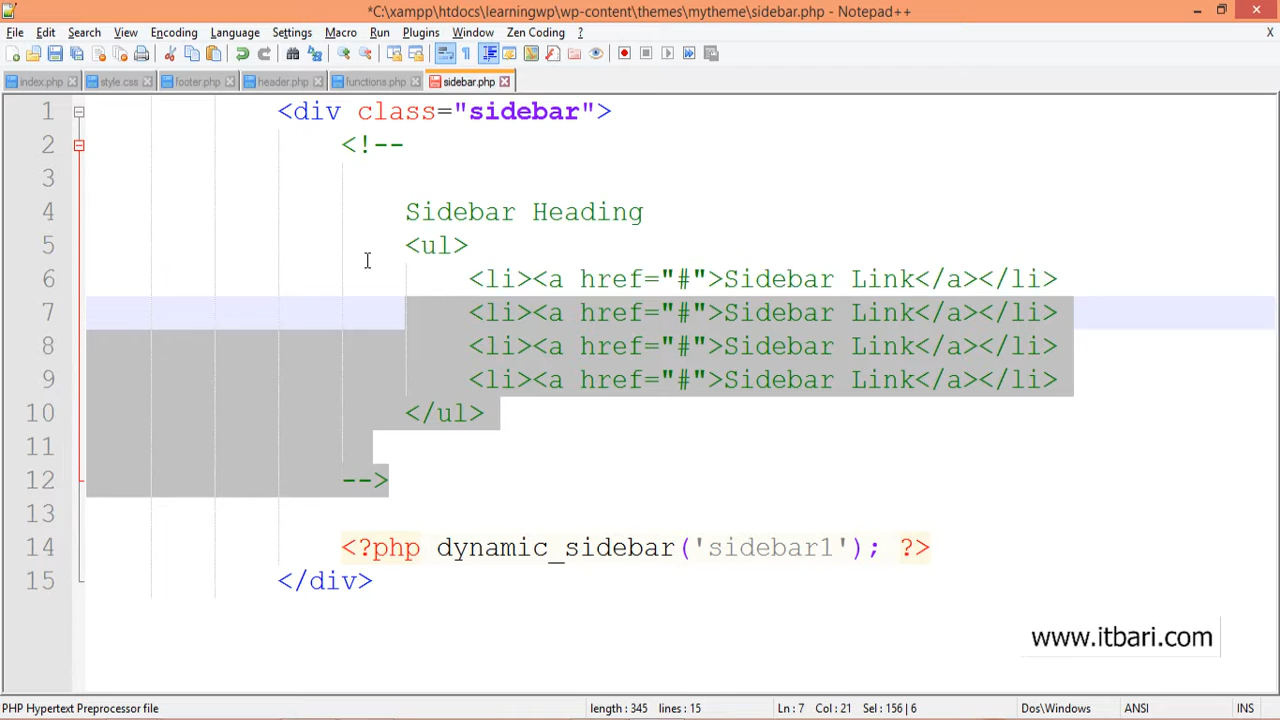 *C:\xampp\htdocs\learningwp\wp-content\themes\mytheme\sidebar.php - Notepad++
File Edit Search View Encoding Language Settings Macro Run Plugins Window Zen Coding ? X
index.php style.css footer.php header.php functions.php sidebar.php
1 <div class="sidebar">
2 <!--
3
4 Sidebar Heading
5 <ul>
6 <li><a href="#">Sidebar Link</a></li>
7 <li><a href="#">Sidebar Link</a></li>
8 <li><a href="#">Sidebar Link</a></li>
9 <li><a href="#">Sidebar Link</a></li>
10 </ul>
11
12 -->
13
14 <?php dynamic_sidebar('sidebar1'); ?>
15 </div>
www.itbari.com
PHP Hypertext Preprocessor file length : 345 lines : 15 Ln : 7 Col : 21 Sel : 156 | 6 Dos\Windows ANSI INS